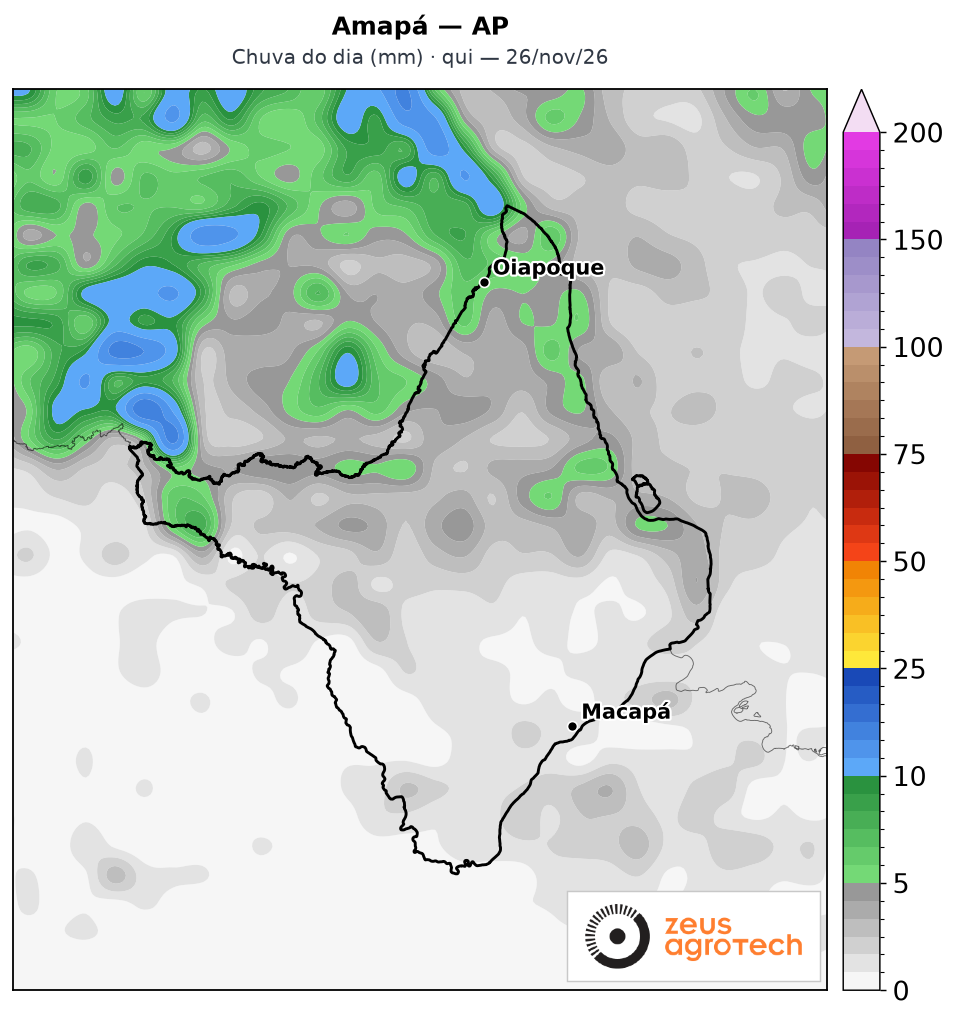 Amapá — AP
Chuva do dia (mm) · qui — 26/nov/26
200
150
100
75
50
25
10
5
0
Oiapoque
Macapá
zeus
agrotech